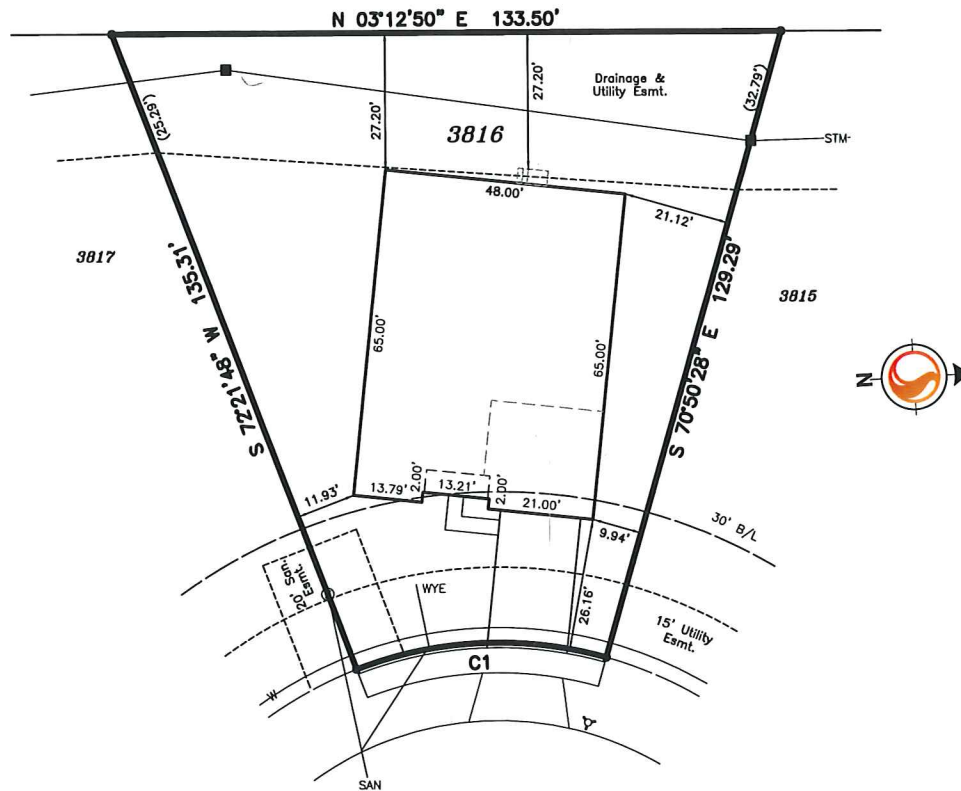 N 03°12'50" E 133.50'
Drainage &
Utility Esmt.
(32.79')
(25.29')
27.20'
27.20'
3816
STM-
48.00'
21.12'
3817
S 72°21'48" W 135.31'
65.00'
65.00'
S 70°50'28" E 129.29'
3815
N
11.93'
13.79'
2.00'
13.21'
2.00'
21.00'
9.94'
30' B/L
20' San.
Esmt.
WYE
26.16'
15' Utility
Esmt.
C1
W
SAN